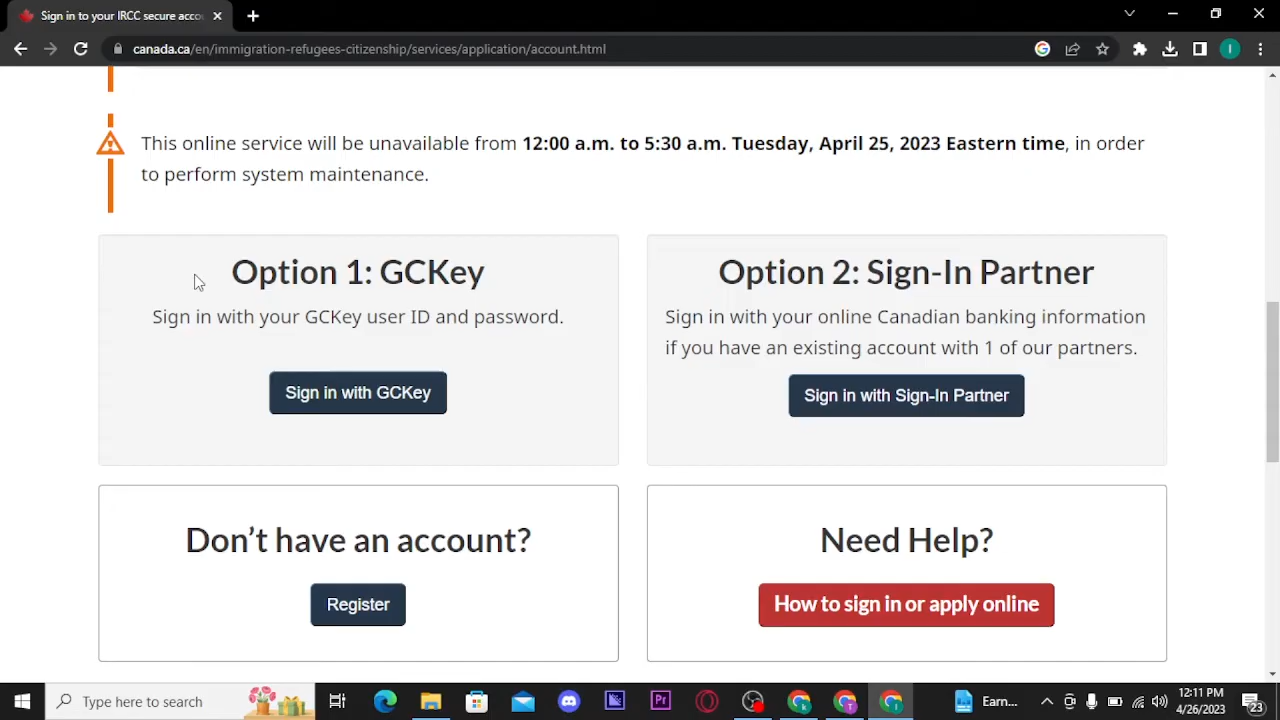 Sign in to your IRCC secure acco
canada.ca/en/immigration-refugees-citizenship/services/application/account.html
I
This online service will be unavailable from 12:00 a.m. to 5:30 a.m. Tuesday, April 25, 2023 Eastern time, in order
to perform system maintenance.
Option 1: GCKey
Sign in with your GCKey user ID and password.
Sign in with GCKey
Option 2: Sign-In Partner
Sign in with your online Canadian banking information
if you have an existing account with 1 of our partners.
Sign in with Sign-In Partner
Don't have an account?
Register
Need Help?
How to sign in or apply online
Type here to search
Pr
Earn...
12:11 PM
4/26/2023
23